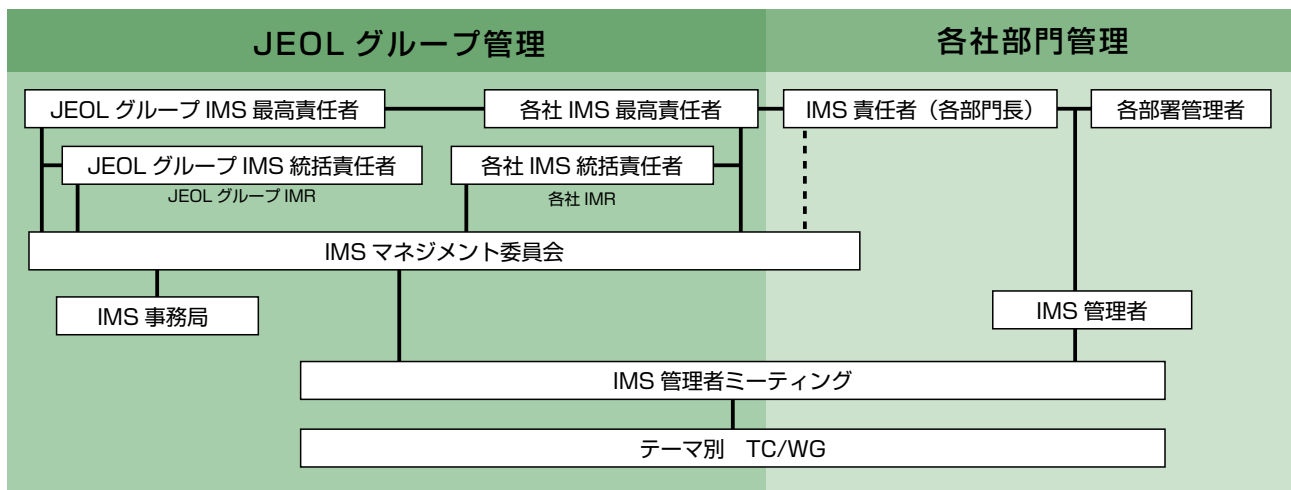 JEOL グループ管理
各社部門管理
JEOL グループ IMS 最高責任者
各社 IMS 最高責任者
IMS 責任者（各部門長）
各部署管理者
JEOL グループ IMS 統括責任者
各社 IMS 統括責任者
JEOL グループ IMR
各社 IMR
IMS マネジメント委員会
IMS 事務局
IMS 管理者
IMS 管理者ミーティング
テーマ別　TC/WG